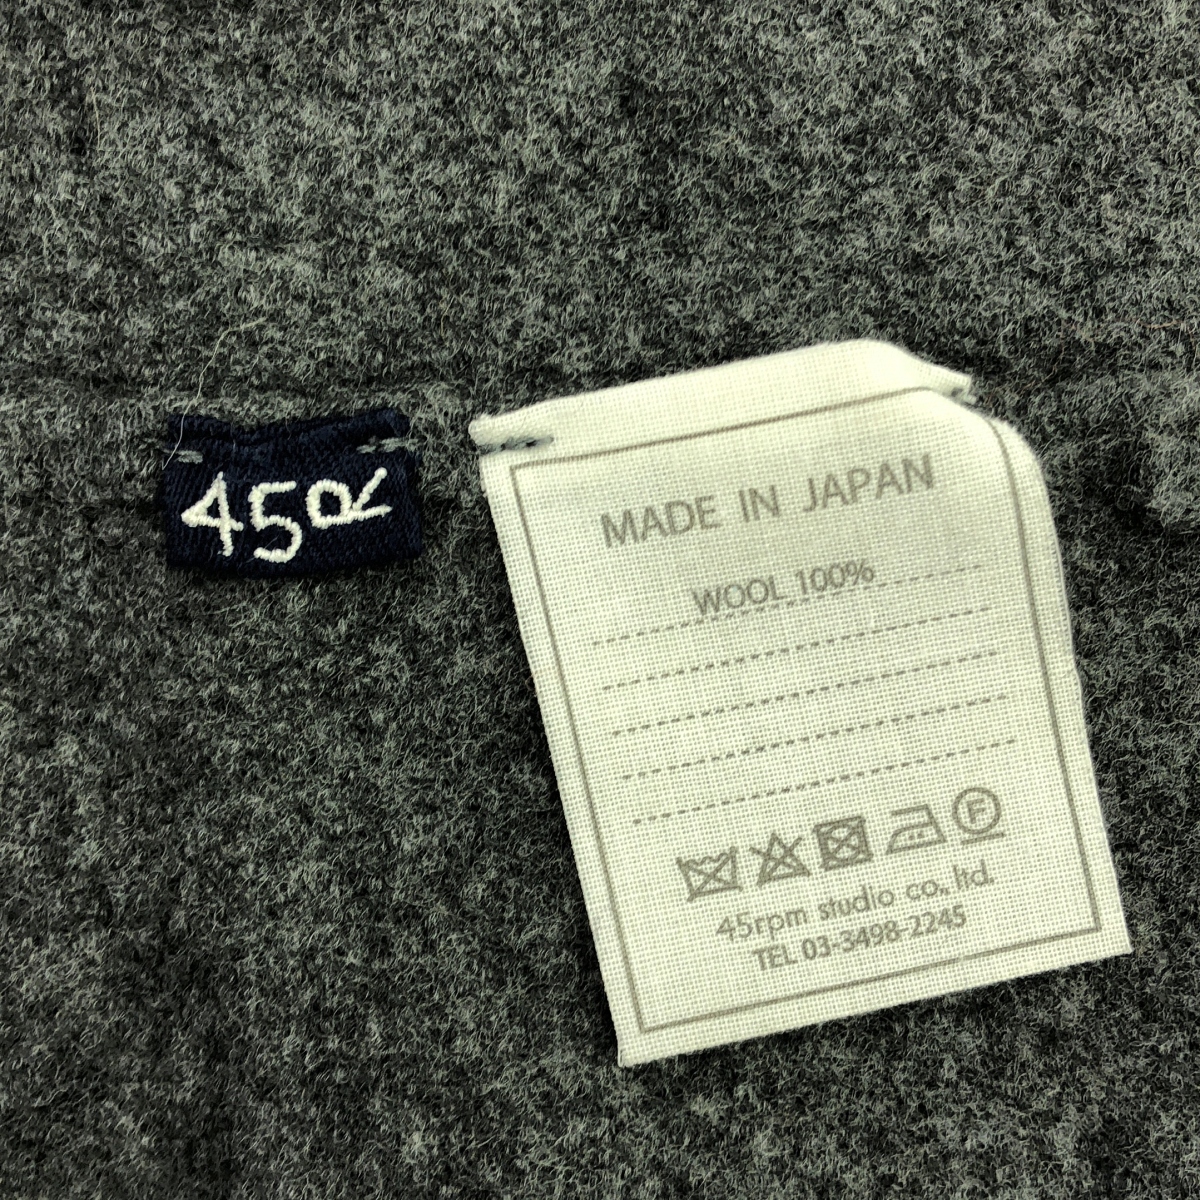 45R
MADE IN JAPAN
WOOL 100%
F
45rpm studio co., ltd.
TEL 03-3498-2245